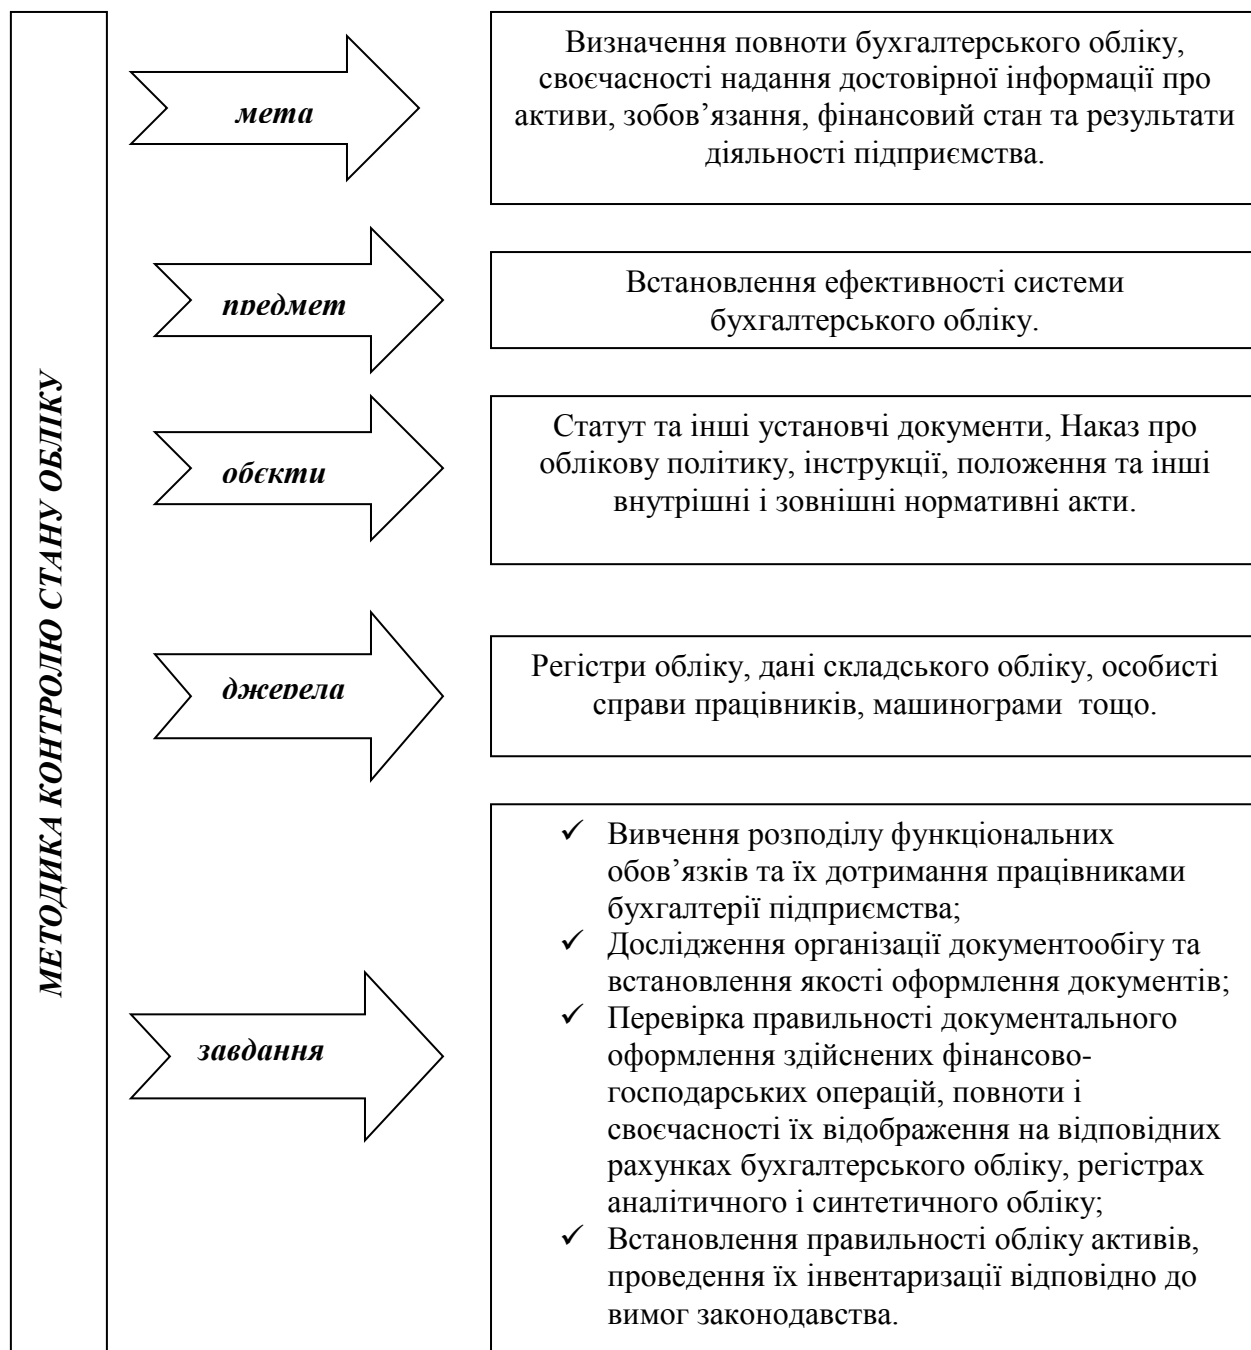 МЕТОДИКА КОНТРОЛЮ СТАНУ ОБЛІКУ
мета
Визначення повноти бухгалтерського обліку,
своєчасності надання достовірної інформації про
активи, зобов’язання, фінансовий стан та результати
діяльності підприємства.
предмет
Встановлення ефективності системи
бухгалтерського обліку.
обєкти
Статут та інші установчі документи, Наказ про
облікову політику, інструкції, положення та інші
внутрішні і зовнішні нормативні акти.
джерела
Регістри обліку, дані складського обліку, особисті
справи працівників, машинограми тощо.
завдання
✓ Вивчення розподілу функціональних
обов’язків та їх дотримання працівниками
бухгалтерії підприємства;
✓ Дослідження організації документообігу та
встановлення якості оформлення документів;
✓ Перевірка правильності документального
оформлення здійснених фінансово-
господарських операцій, повноти і
своєчасності їх відображення на відповідних
рахунках бухгалтерського обліку, регістрах
аналітичного і синтетичного обліку;
✓ Встановлення правильності обліку активів,
проведення їх інвентаризації відповідно до
вимог законодавства.